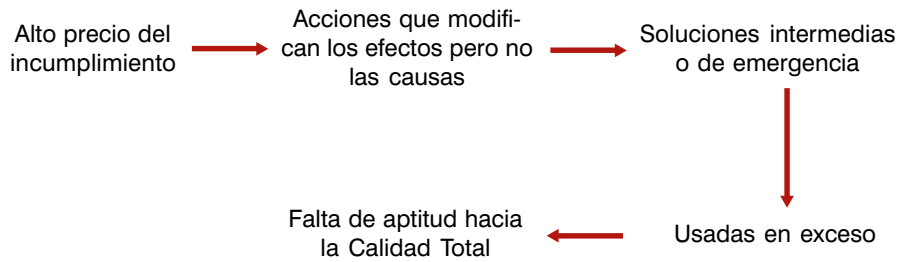 Alto precio del
incumplimiento
Acciones que modifi-
can los efectos pero no
las causas
Soluciones intermedias
o de emergencia
Usadas en exceso
Falta de aptitud hacia
la Calidad Total